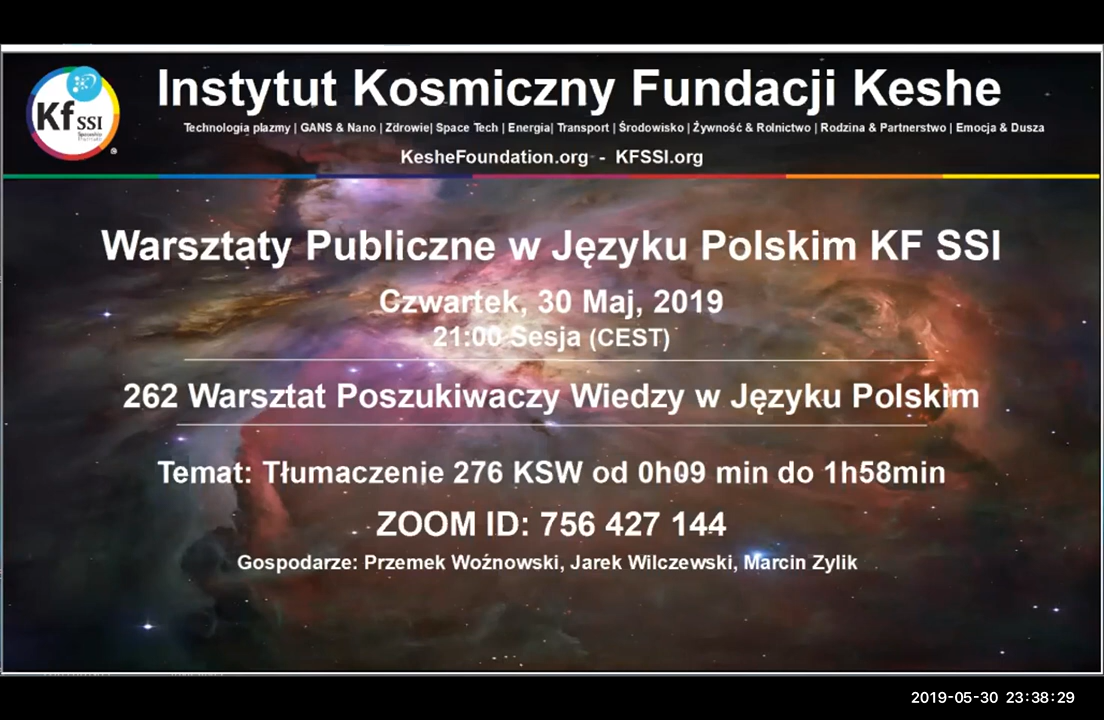 Kf SSI
Spaceship
Institute
®
Instytut Kosmiczny Fundacji Keshe
Technologia plazmy | GANS & Nano | Zdrowie| Space Tech | Energia| Transport | Środowisko | Żywność & Rolnictwo | Rodzina & Partnerstwo | Emocja & Dusza
KesheFoundation.org - KFSSI.org
Warsztaty Publiczne w Języku Polskim KF SSI
Czwartek, 30 Maj, 2019
21:00 Sesja (CEST)
262 Warsztat Poszukiwaczy Wiedzy w Języku Polskim
Temat: Tłumaczenie 276 KSW od 0h09 min do 1h58min
ZOOM ID: 756 427 144
Gospodarze: Przemek Woźnowski, Jarek Wilczewski, Marcin Zylik
2019-05-30 23:38:29